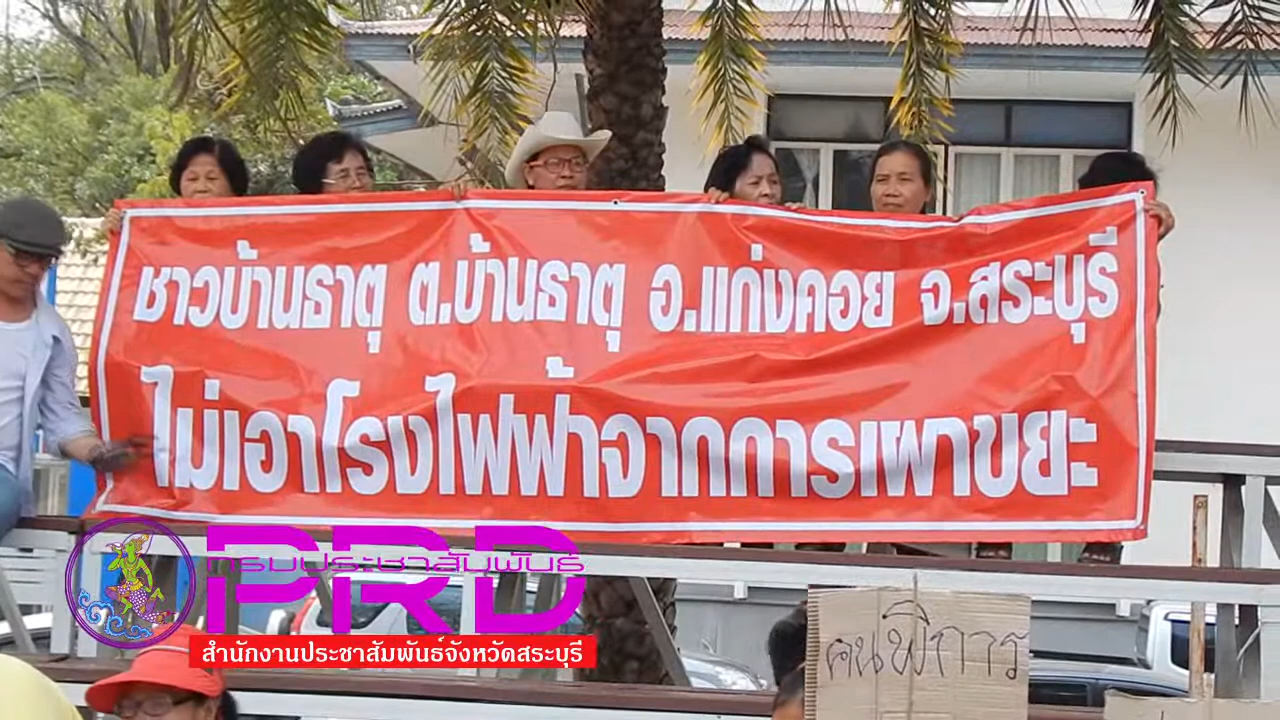 ชาวบ้านธาตุ ต.บ้านธาตุ อ.แก่งคอย จ.สระบุรี
ไม่เอาโรงไฟฟ้าจากการเผาขยะ
PRD
กรมประชาสัมพันธ์
สำนักงานประชาสัมพันธ์จังหวัดสระบุรี
คนพิการ